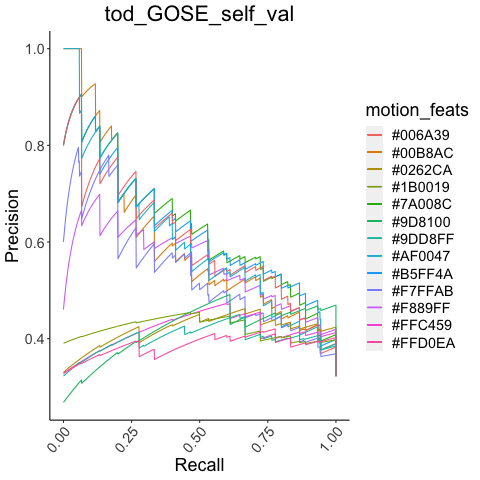 tod_GOSE_self_val
motion_feats
#006A39
#00B8AC
#0262CA
#1B0019
#7A008C
#9D8100
#9DD8FF
#AF0047
#B5FF4A
#F7FFAB
#F889FF
#FFC459
#FFD0EA
Precision
1.0
0.8
0.6
0.4
0.00
0.25
0.50
0.75
1.00
Recall